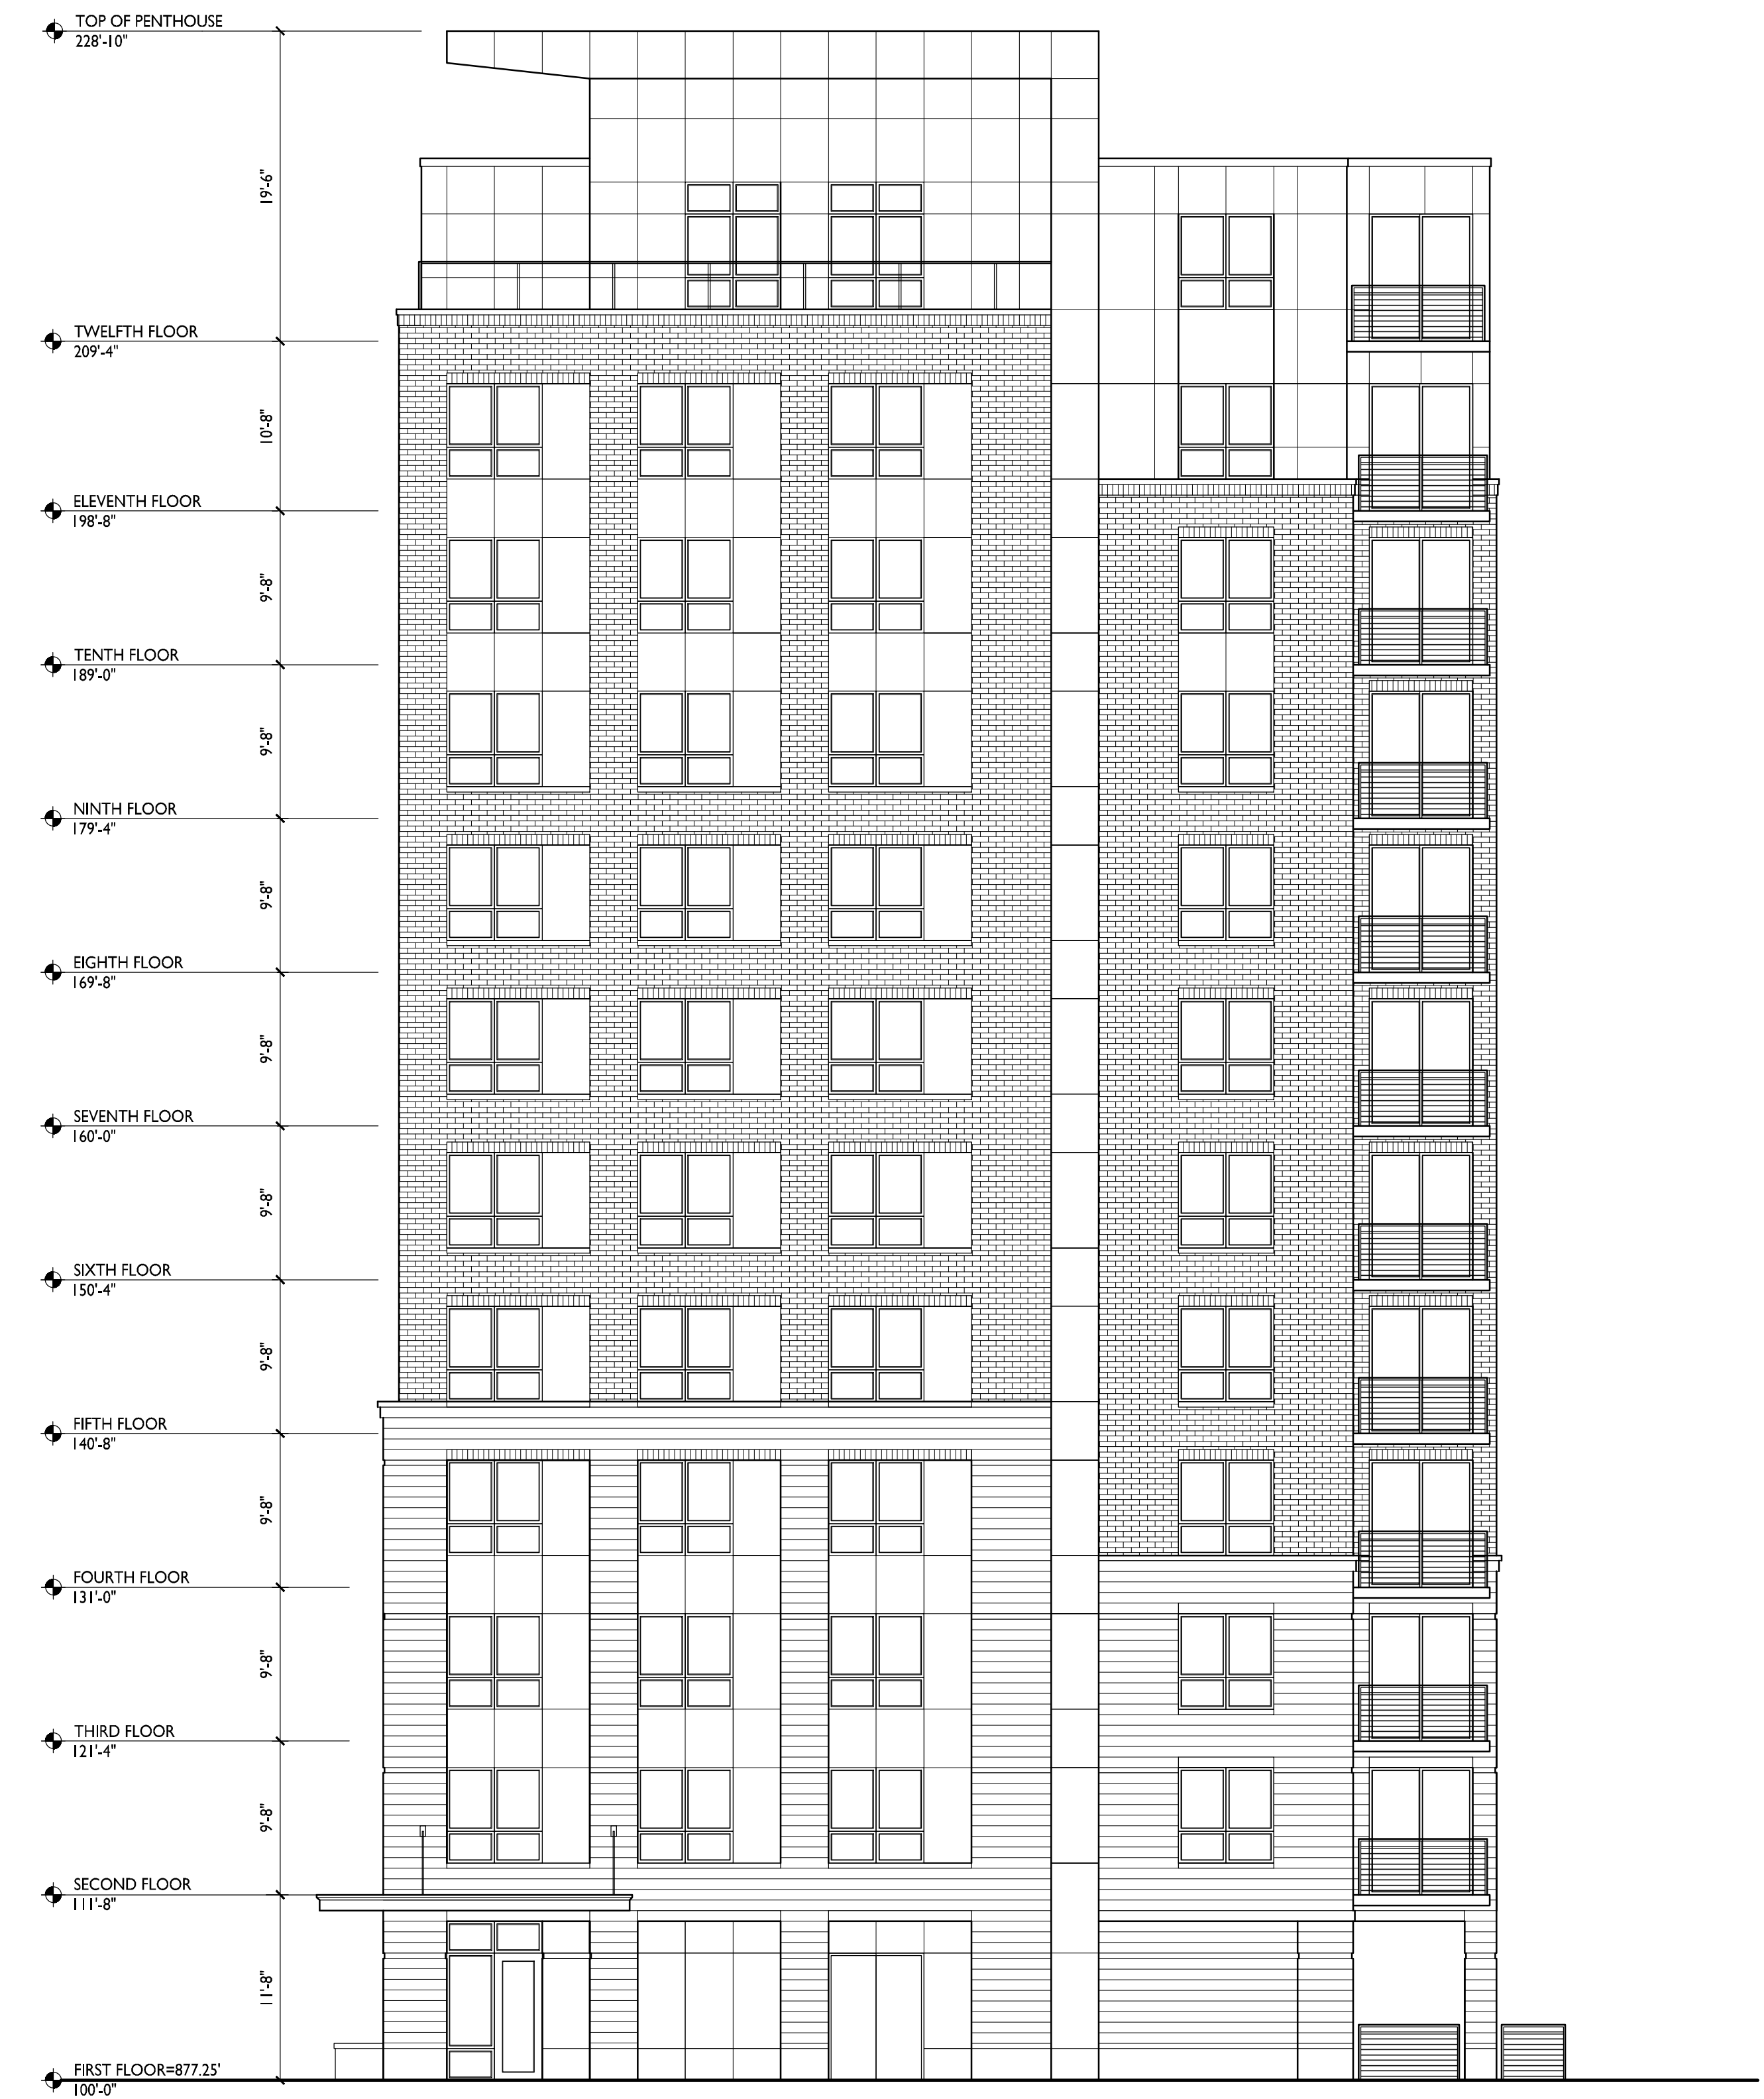 TOP OF PENTHOUSE
228'-10"
19'-6"
TWELFTH FLOOR
209'-4"
10'-8"
ELEVENTH FLOOR
198'-8"
9'-8"
TENTH FLOOR
189'-0"
9'-8"
NINTH FLOOR
179'-4"
9'-8"
EIGHTH FLOOR
169'-8"
9'-8"
SEVENTH FLOOR
160'-0"
9'-8"
SIXTH FLOOR
150'-4"
9'-8"
FIFTH FLOOR
140'-8"
9'-8"
FOURTH FLOOR
131'-0"
9'-8"
THIRD FLOOR
121'-4"
9'-8"
SECOND FLOOR
111'-8"
11'-8"
FIRST FLOOR=877.25'
100'-0"